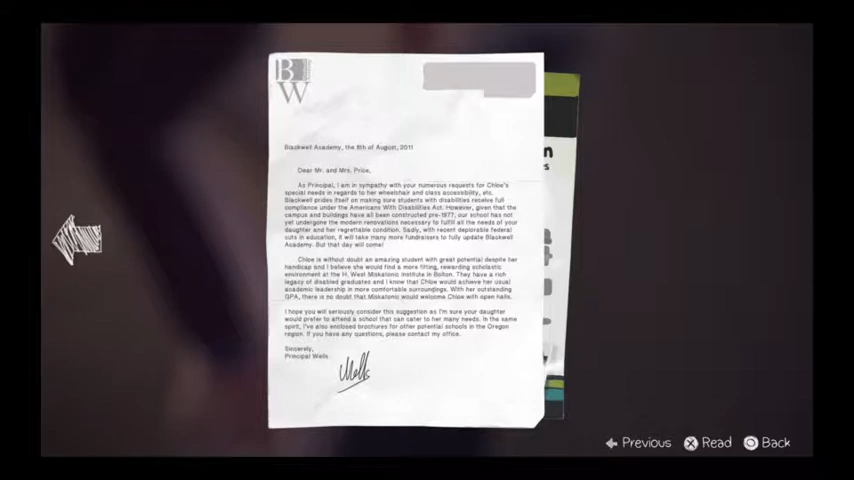 B
W
Blackwell Academy, the 8th of August, 2011
Dear Mr. and Mrs. Price,
As Principal, I am in sympathy with your numerous requests for Chloe's
special needs in regards to her wheelchair and class accessibility, etc.
Blackwell prides itself on making sure students with disabilities receive full
compliance under the Americans With Disabilities Act. However, given that the
campus and buildings have all been constructed pre-1977, our school has not
yet undergone the modern renovations necessary to fulfill all the needs of your
daughter and her regrettable condition. Sadly, with recent deplorable federal
cuts in education, it will take many more fundraisers to fully update Blackwell
Academy. But that day will come!
Chloe is without doubt an amazing student with great potential despite her
handicap and I believe she would find a more fitting, rewarding scholastic
environment at the H. West Miskatonic Institute in Bolton. They have a rich
legacy of disabled graduates and I know that Chloe would achieve her usual
academic leadership in more comfortable surroundings. With her outstanding
GPA, there is no doubt that Miskatonic would welcome Chloe with open halls.
I hope you will seriously consider this suggestion as I'm sure your daughter
would prefer to attend a school that can cater to her many needs. In the same
spirit, I've also enclosed brochures for other potential schools in the Oregon
region. If you have any questions, please contact my office.
Sincerely,
Principal Wells
Wells
n
s
Previous
Read
Back